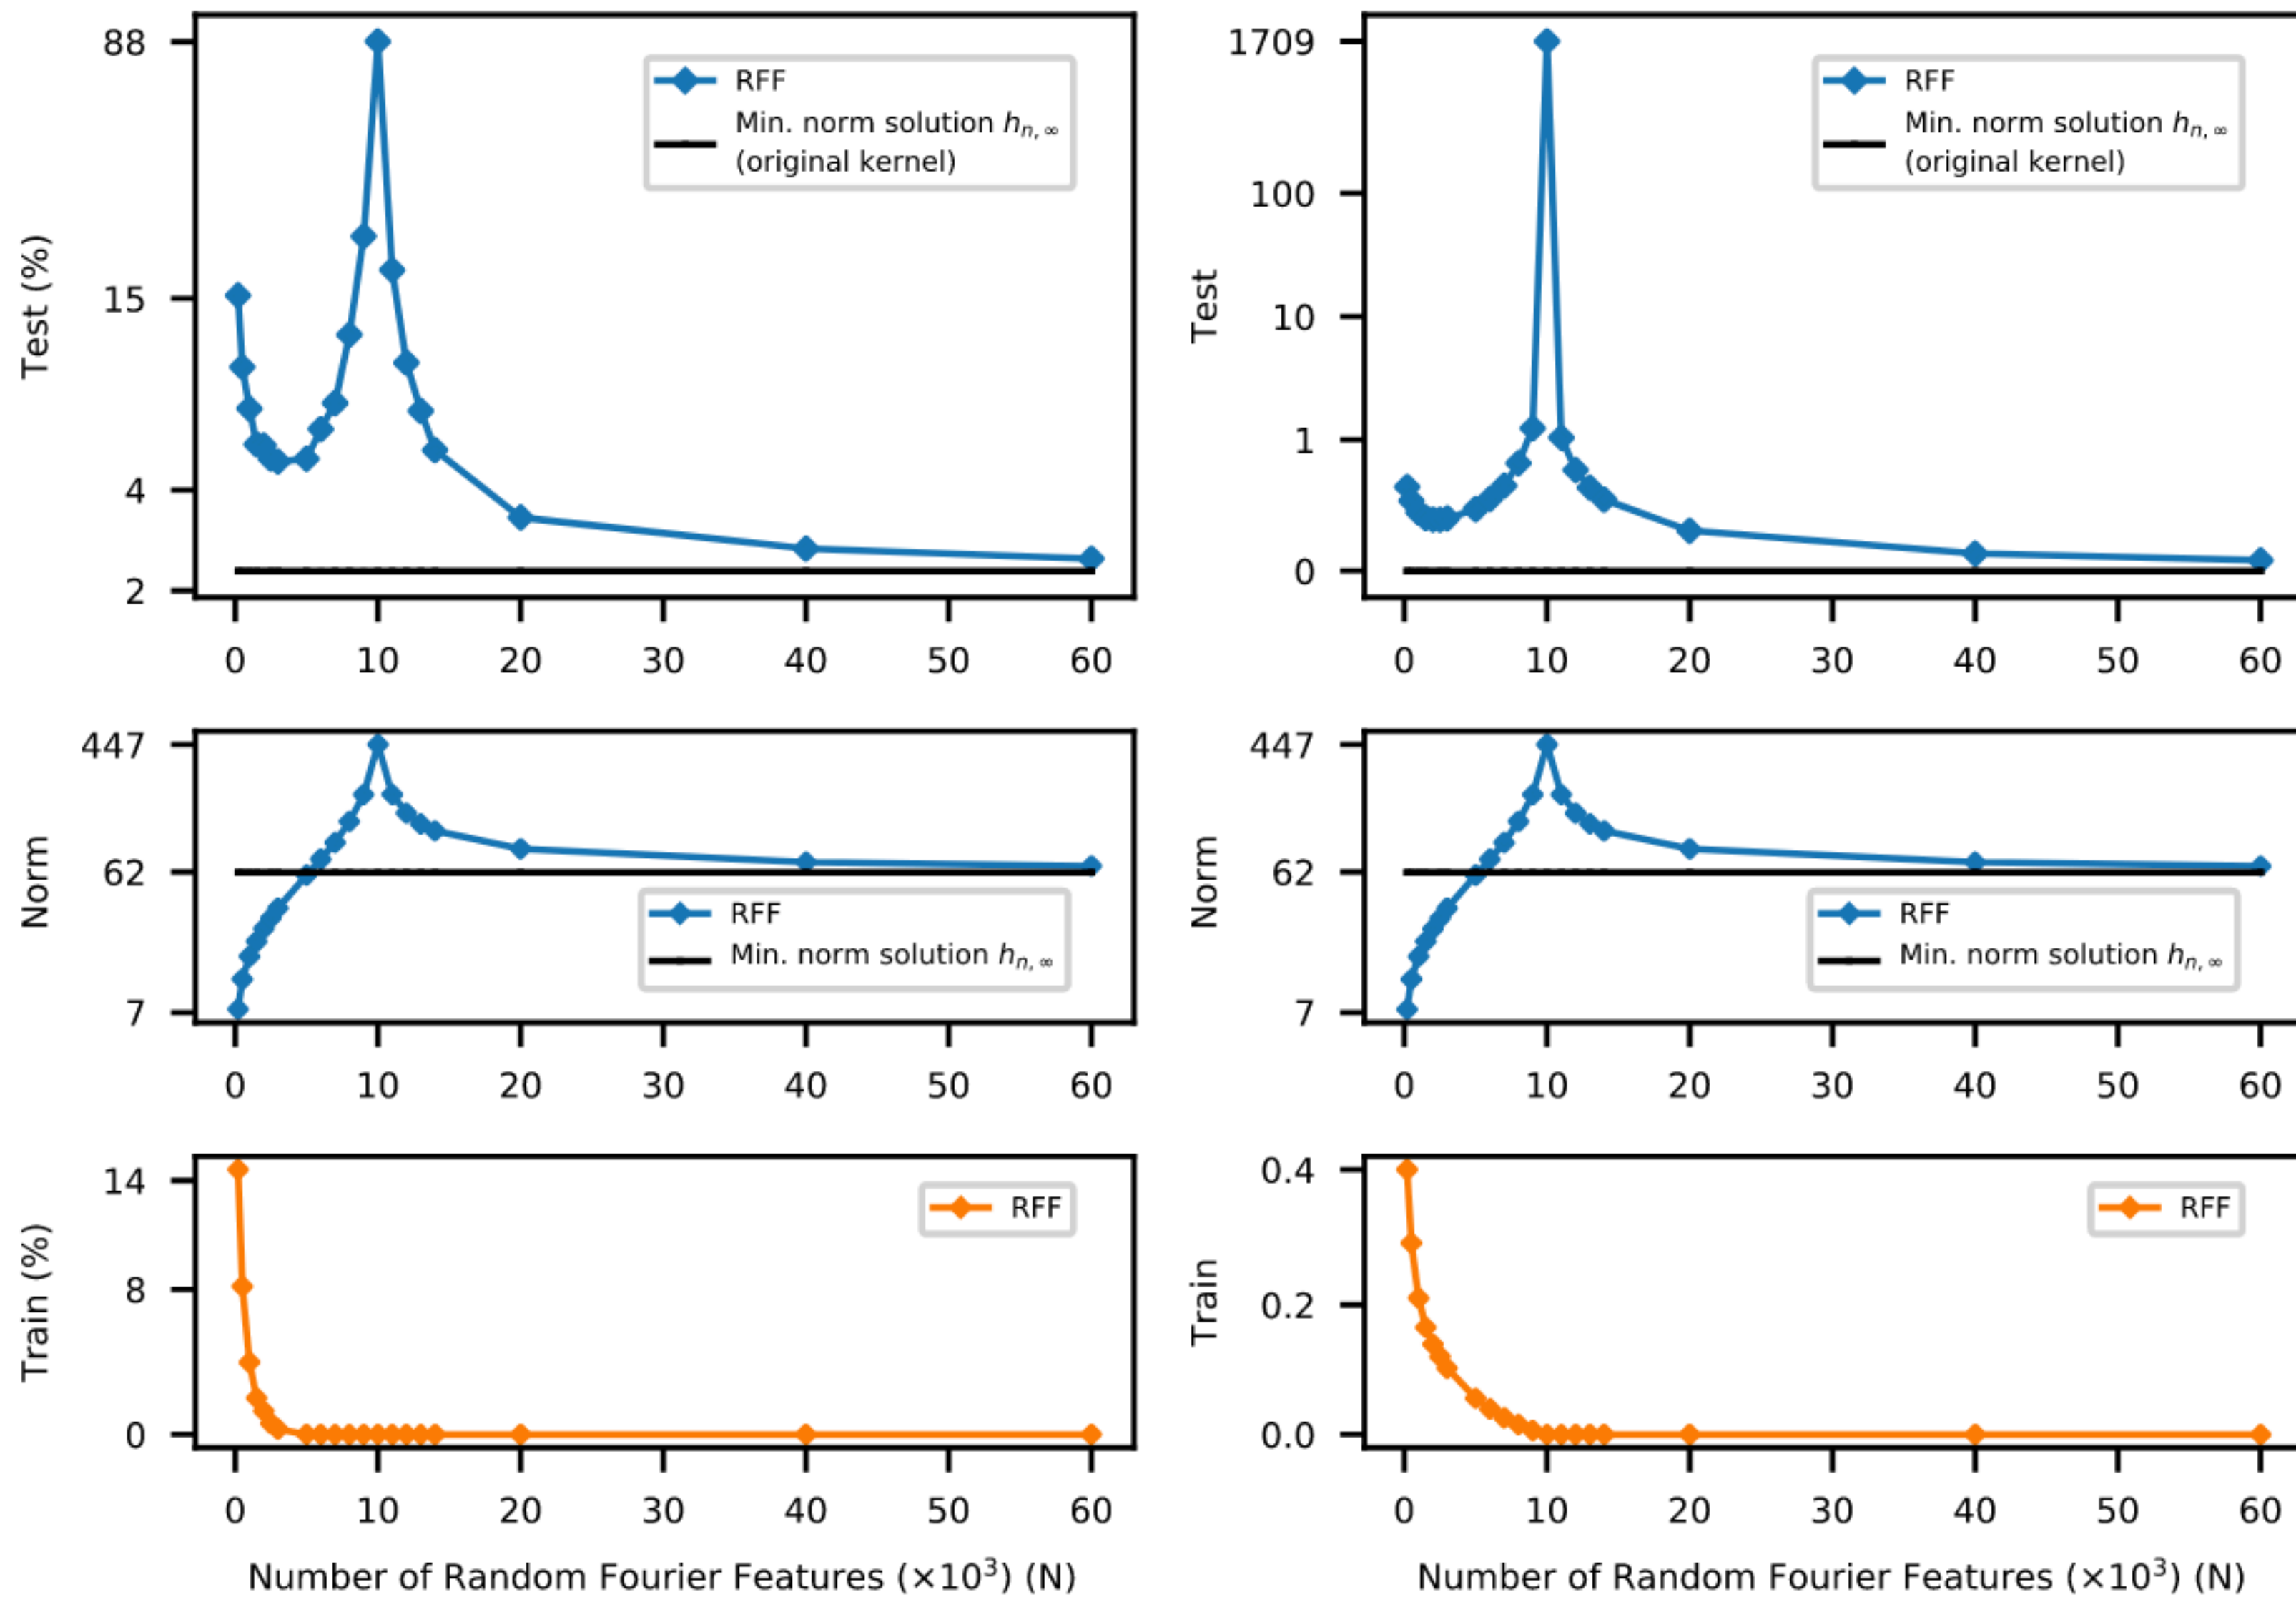 88
15
4
2
Test (%)
RFF
Min. norm solution h_{n,∞}
(original kernel)
0 10 20 30 40 50 60
1709
100
10
1
0
Test
RFF
Min. norm solution h_{n,∞}
(original kernel)
0 10 20 30 40 50 60
447
62
7
Norm
RFF
Min. norm solution h_{n,∞}
0 10 20 30 40 50 60
447
62
7
Norm
RFF
Min. norm solution h_{n,∞}
0 10 20 30 40 50 60
14
8
0
Train (%)
RFF
0 10 20 30 40 50 60
Number of Random Fourier Features (×10³) (N)
0.4
0.2
0.0
Train
RFF
0 10 20 30 40 50 60
Number of Random Fourier Features (×10³) (N)